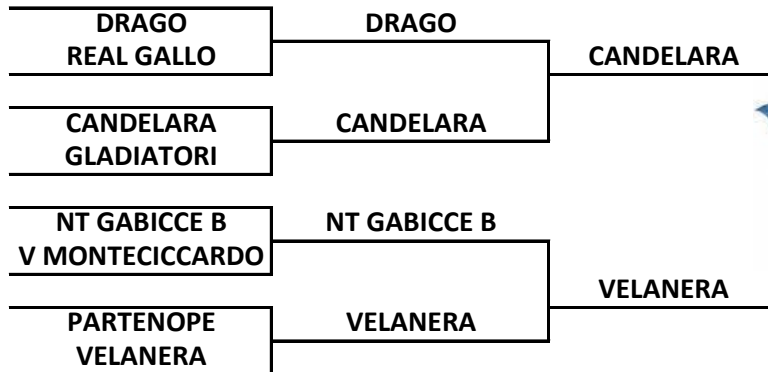 DRAGO
REAL GALLO
CANDELARA
GLADIATORI
NT GABICCE B
V MONTECICCARDO
PARTENOPE
VELANERA
DRAGO
CANDELARA
NT GABICCE B
VELANERA
CANDELARA
VELANERA